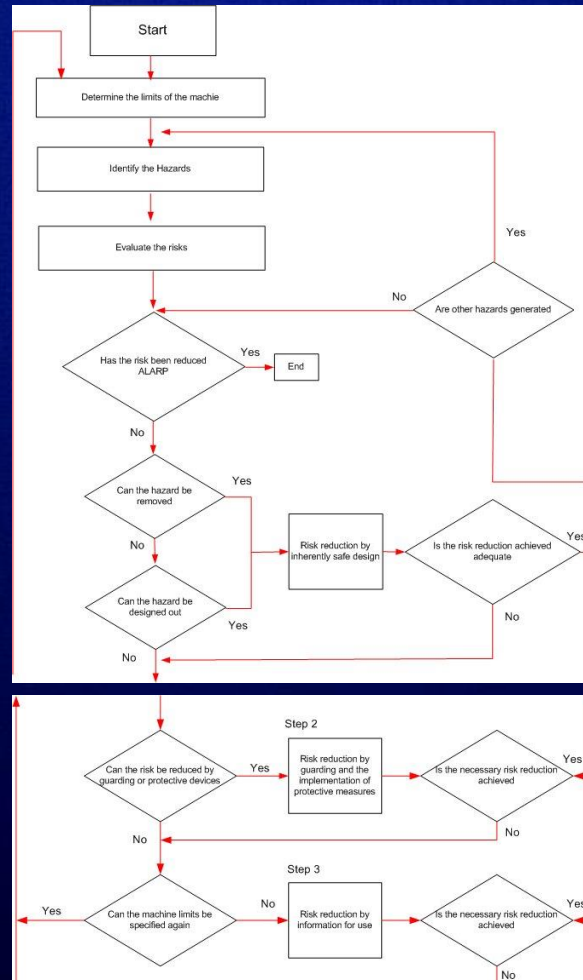 Start
Determine the limits of the machie
Identify the Hazards
Evaluate the risks
Yes
No
Are other hazards generated
Has the risk been reduced
ALARP
Yes
End
No
Can the hazard be
removed
Yes
No
Risk reduction by
inherently safe design
Is the risk reduction achieved
adequate
Yes
Can the hazard be
designed out
Yes
No
No
Step 2
Can the risk be reduced by
guarding or protective devices
Yes
Risk reduction by
guarding and the
implementation of
protective measures
Is the necessary risk reduction
achieved
Yes
No
No
Step 3
Yes
Can the machine limits be
specified again
No
Risk reduction by
information for use
Is the necessary risk reduction
achieved
Yes
No